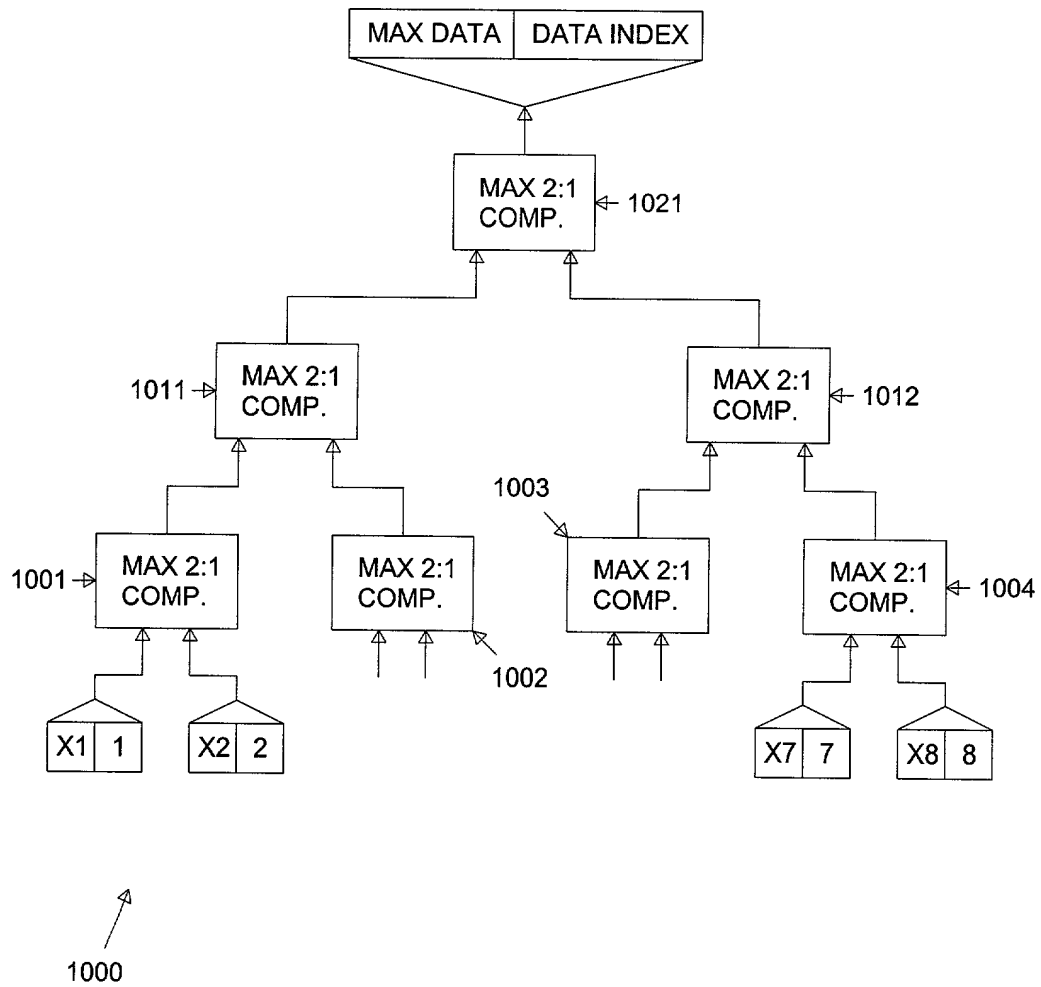 MAX DATA DATA INDEX
MAX 2:1
COMP.
1021
1011
MAX 2:1
COMP.
MAX 2:1
COMP.
1012
1003
1001
MAX 2:1
COMP.
MAX 2:1
COMP.
MAX 2:1
COMP.
MAX 2:1
COMP.
1004
1002
X1 1
X2 2
X7 7
X8 8
1000